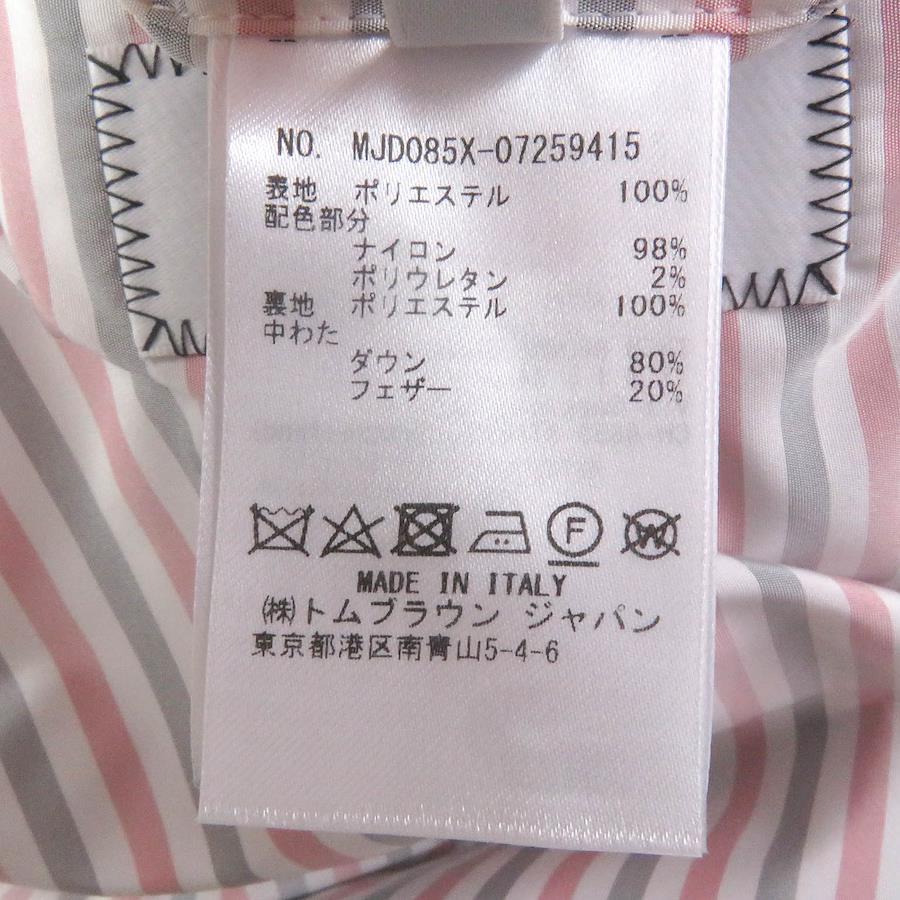 NO. MJD085X-07259415
表地 ポリエステル 100%
配色部分
ナイロン 98%
ポリウレタン 2%
裏地 ポリエステル 100%
中わた
ダウン 80%
フェザー 20%
F W
MADE IN ITALY
㈱トムブラウン ジャパン
東京都港区南青山5-4-6